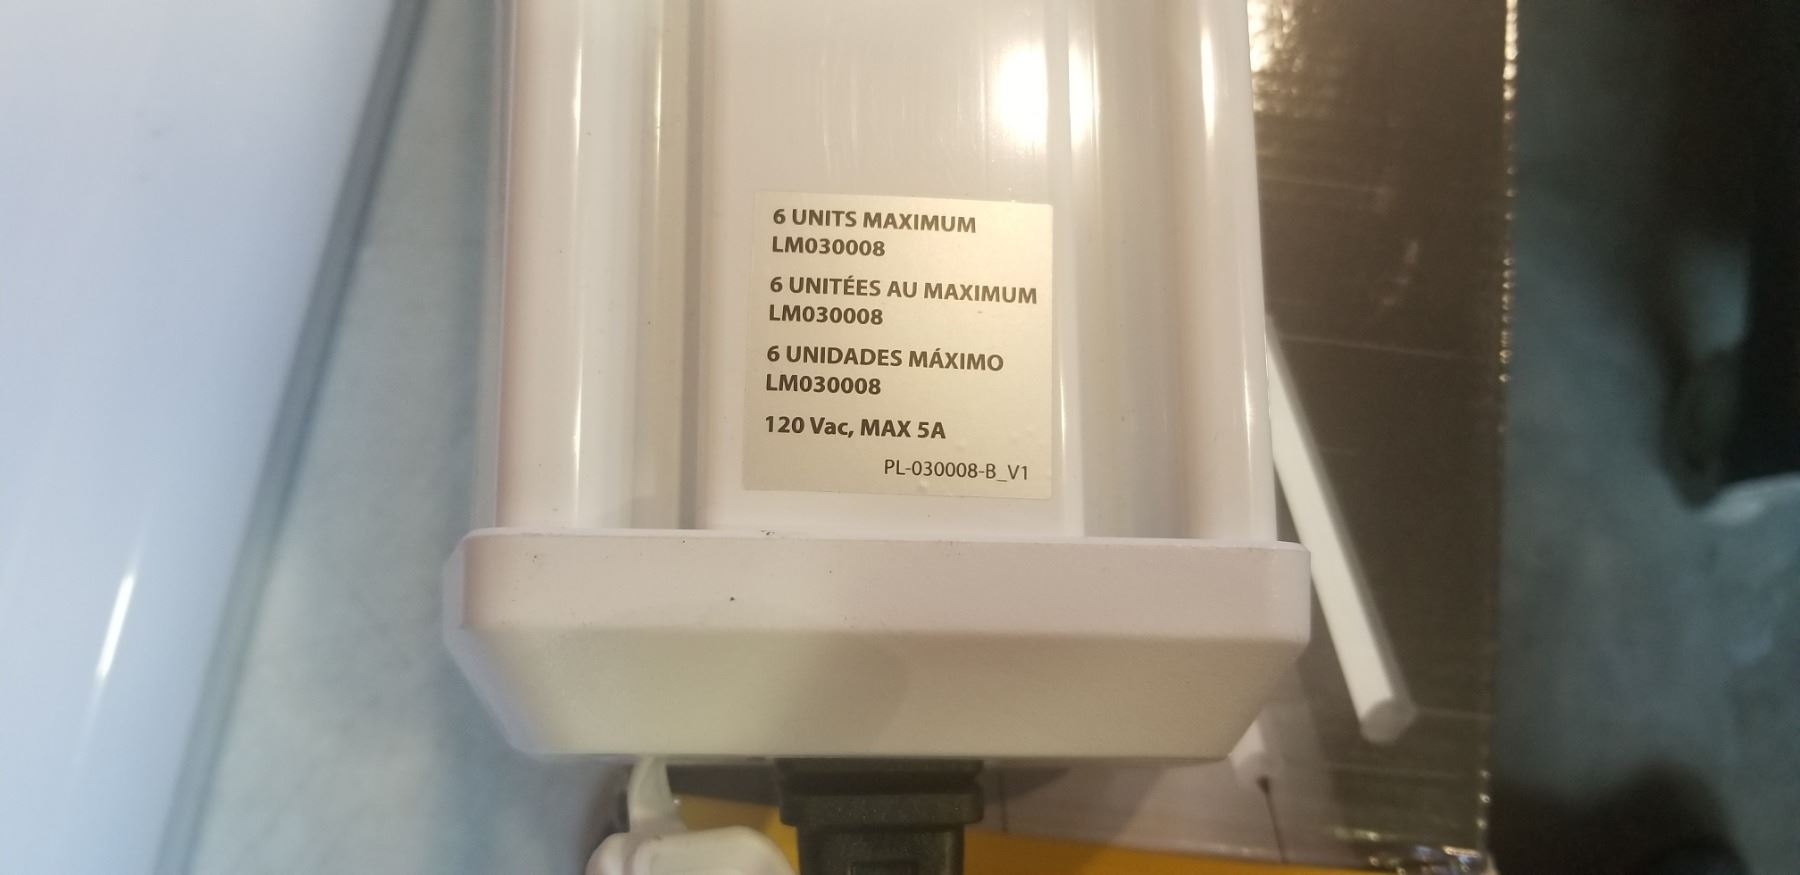 6 UNITS MAXIMUM
LM030008
6 UNITÉES AU MAXIMUM
LM030008
6 UNIDADES MÁXIMO
LM030008
120 Vac, MAX 5A
PL-030008-B_V1